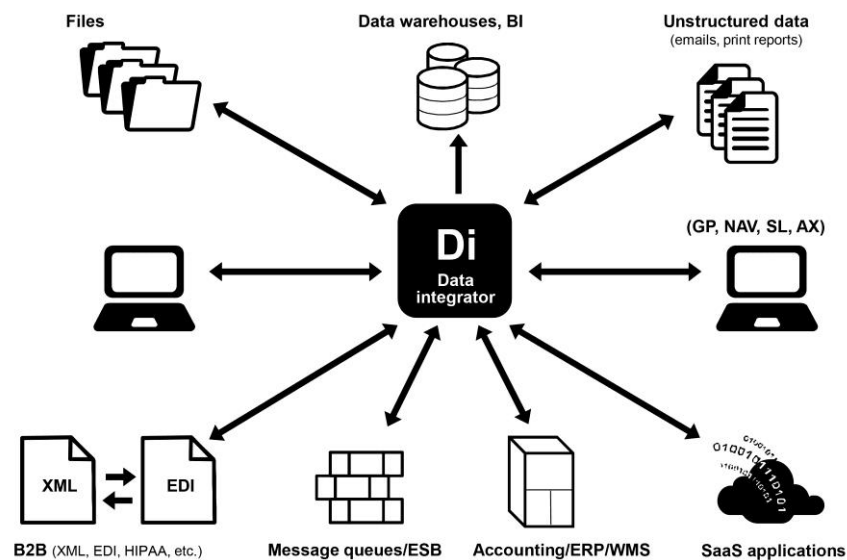 Files
Data warehouses, BI
Unstructured data
(emails, print reports)
(GP, NAV, SL, AX)
Di
Data
integrator
XML
EDI
B2B (XML, EDI, HIPAA, etc.)
Message queues/ESB
Accounting/ERP/WMS
SaaS applications